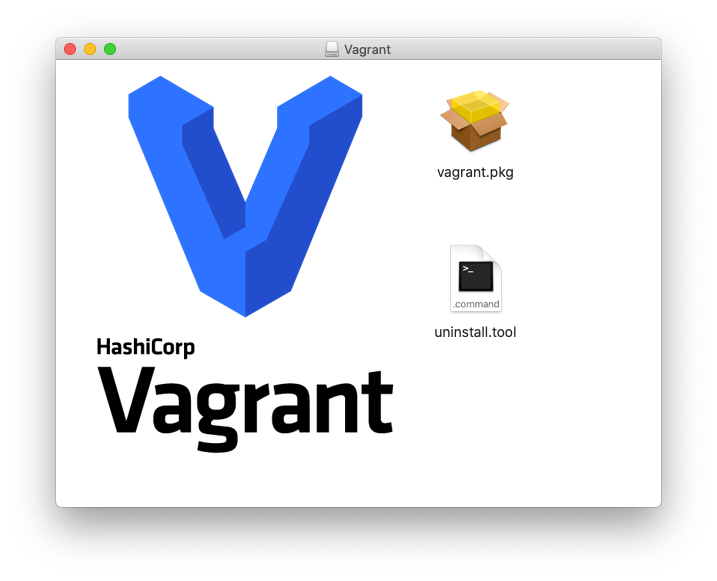 Vagrant
vagrant.pkg
>_
.command
uninstall.tool
HashiCorp
Vagrant